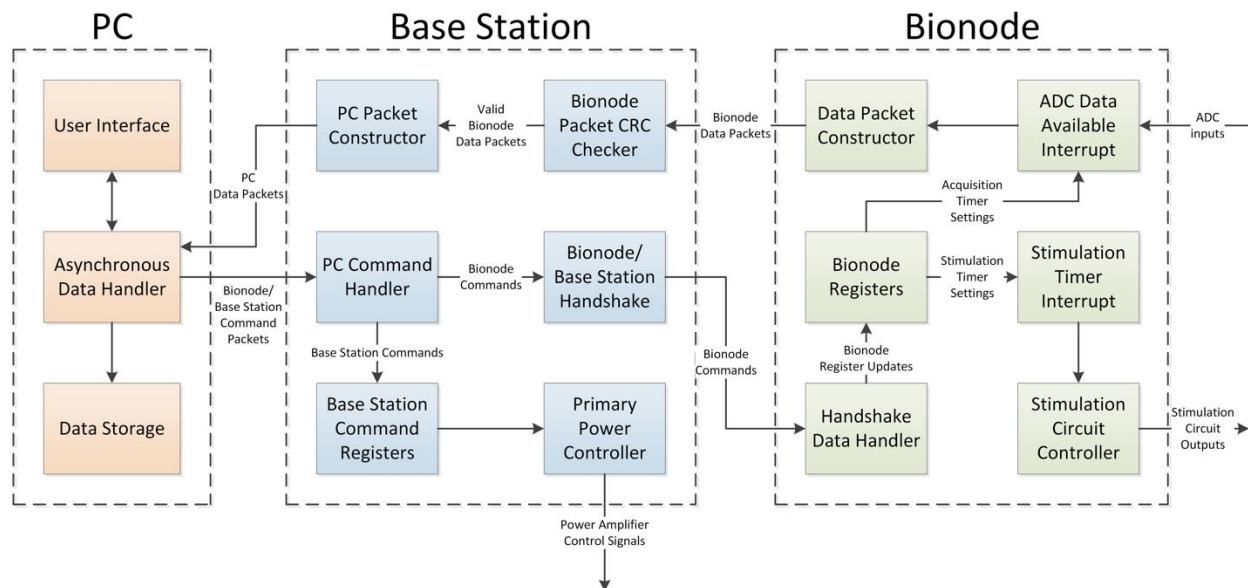 PC
Base Station
Bionode
User Interface
PC Packet
Constructor
Valid
Bionode
Data Packets
Bionode
Packet CRC
Checker
Bionode
Data Packets
Data Packet
Constructor
ADC Data
Available
Interrupt
ADC
inputs
PC
Data Packets
Acquisition
Timer
Settings
Asynchronous
Data Handler
Bionode/
Base Station
Command
Packets
PC Command
Handler
Bionode
Commands
Bionode/
Base Station
Handshake
Bionode
Registers
Stimulation
Timer
Settings
Stimulation
Timer
Interrupt
Base Station Commands
Bionode
Commands
Bionode
Register Updates
Data Storage
Base Station
Command
Registers
Primary
Power
Controller
Handshake
Data Handler
Stimulation
Circuit
Controller
Stimulation
Circuit
Outputs
Power Amplifier
Control Signals